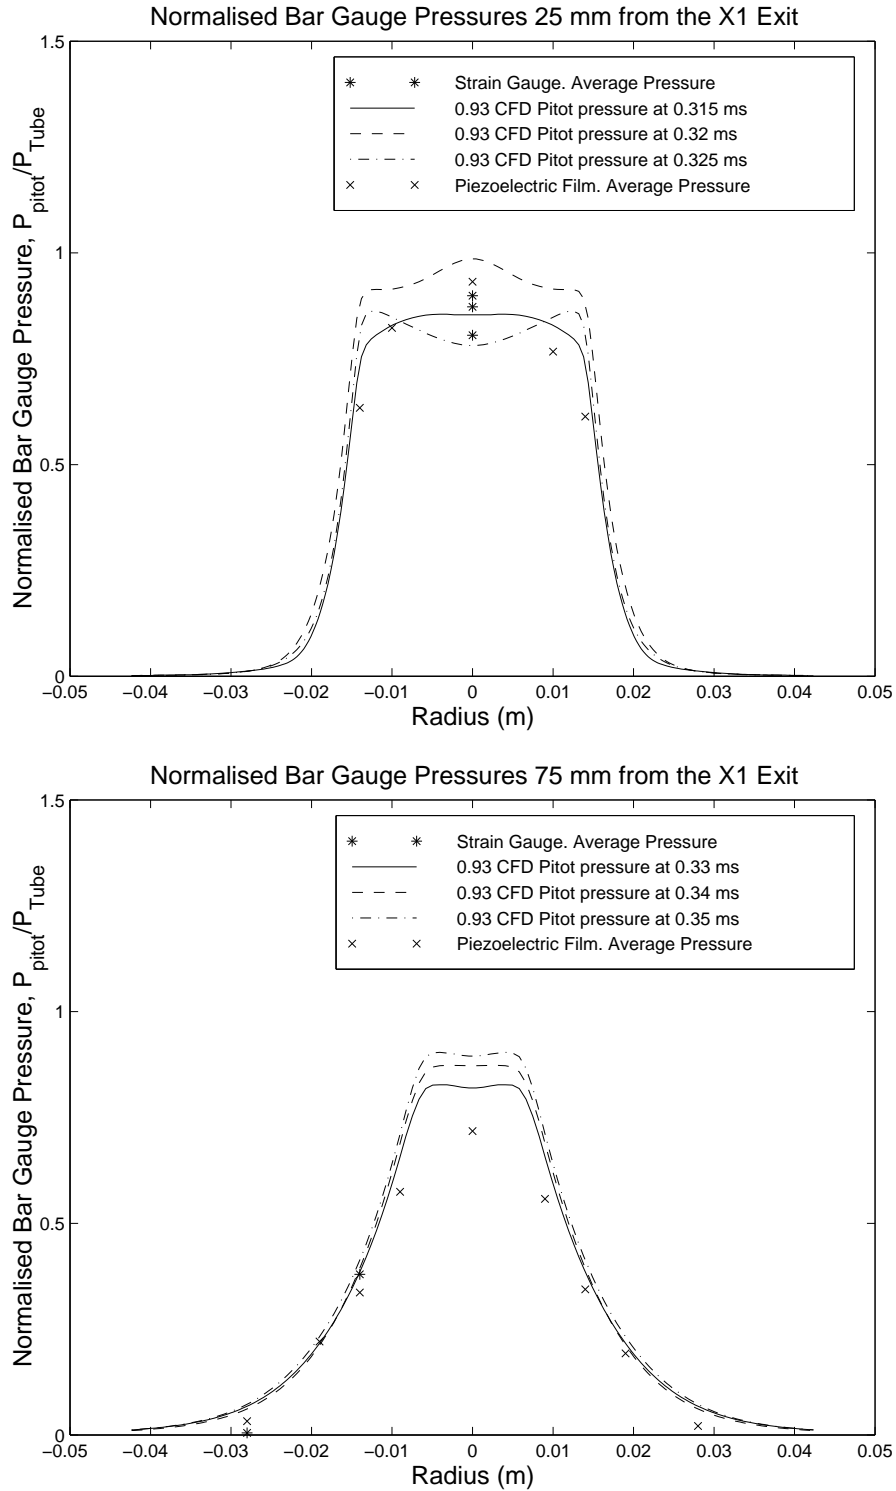 Normalised Bar Gauge Pressures 25 mm from the X1 Exit
1.5
Strain Gauge. Average Pressure
0.93 CFD Pitot pressure at 0.315 ms
0.93 CFD Pitot pressure at 0.32 ms
0.93 CFD Pitot pressure at 0.325 ms
Piezoelectric Film. Average Pressure
Normalised Bar Gauge Pressure, P_pitot/P_Tube
1
0.5
0
−0.05 −0.04 −0.03 −0.02 −0.01 0 0.01 0.02 0.03 0.04 0.05
Radius (m)
Normalised Bar Gauge Pressures 75 mm from the X1 Exit
1.5
Strain Gauge. Average Pressure
0.93 CFD Pitot pressure at 0.33 ms
0.93 CFD Pitot pressure at 0.34 ms
0.93 CFD Pitot pressure at 0.35 ms
Piezoelectric Film. Average Pressure
Normalised Bar Gauge Pressure, P_pitot/P_Tube
1
0.5
0
−0.05 −0.04 −0.03 −0.02 −0.01 0 0.01 0.02 0.03 0.04 0.05
Radius (m)